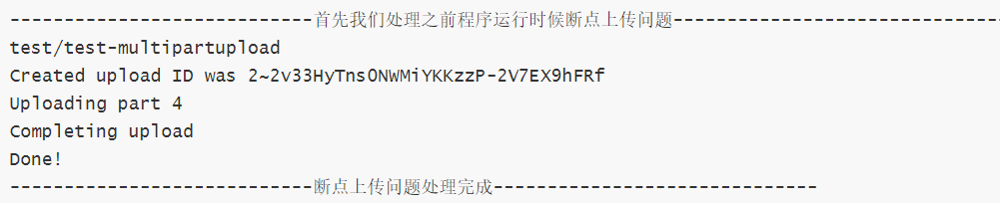 ----------------------------首先我们处理之前程序运行时候断点上传问题------------------------------
test/test-multipartupload
Created upload ID was 2~2v33HyTnsONWMiYKKzzP-2V7EX9hFRf
Uploading part 4
Completing upload
Done!
----------------------------断点上传问题处理完成------------------------------